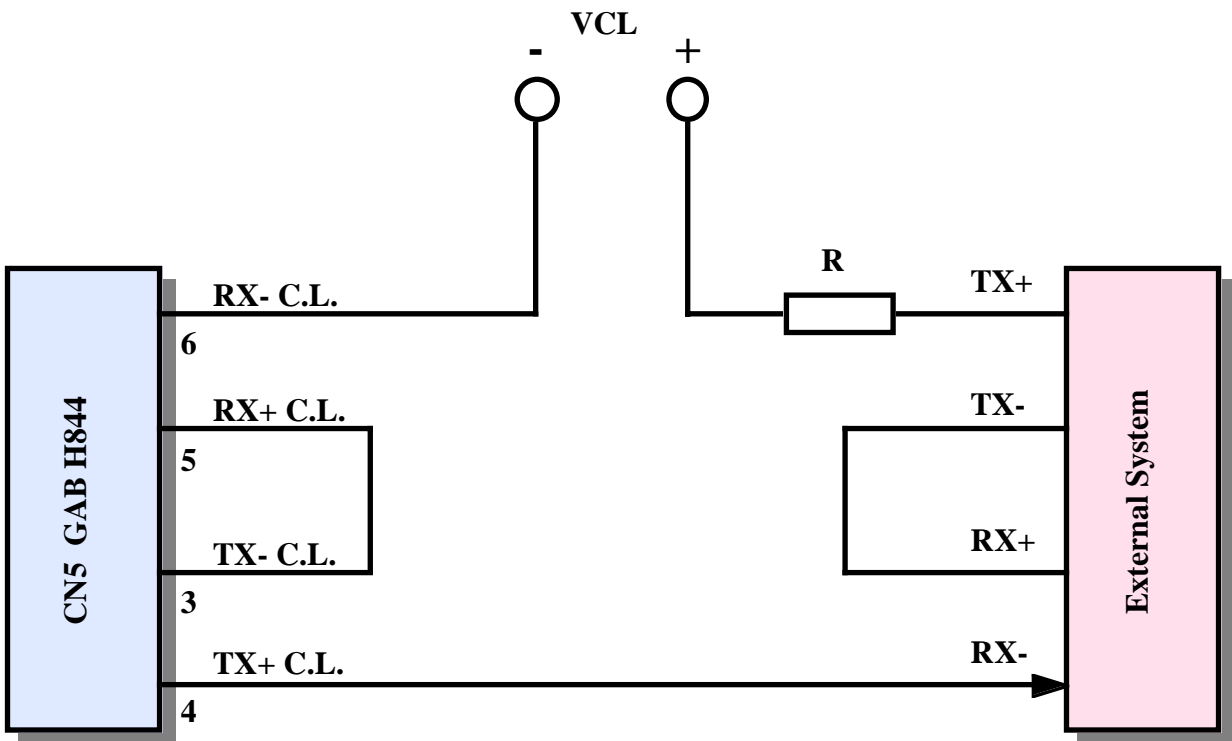 VCL
- +
R
RX- C.L.
TX+
6
RX+ C.L.
TX-
5
CN5 GAB H844
External System
TX- C.L.
RX+
3
TX+ C.L.
RX-
4